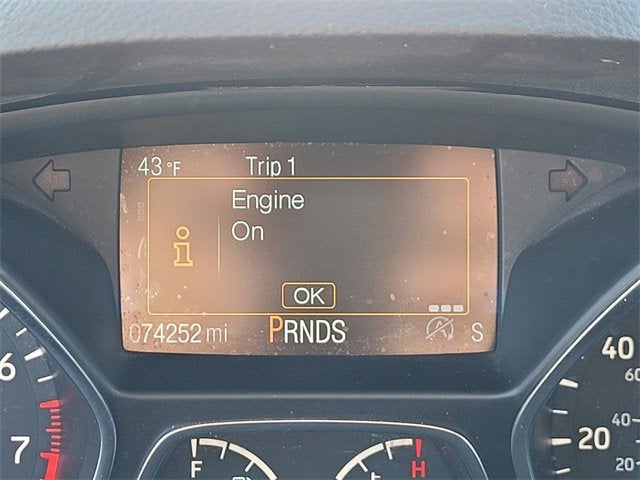 43°F Trip 1
Engine
On
i
OK
074252 mi PRNDS A S
6
7
40
60
20
40
20
F
H